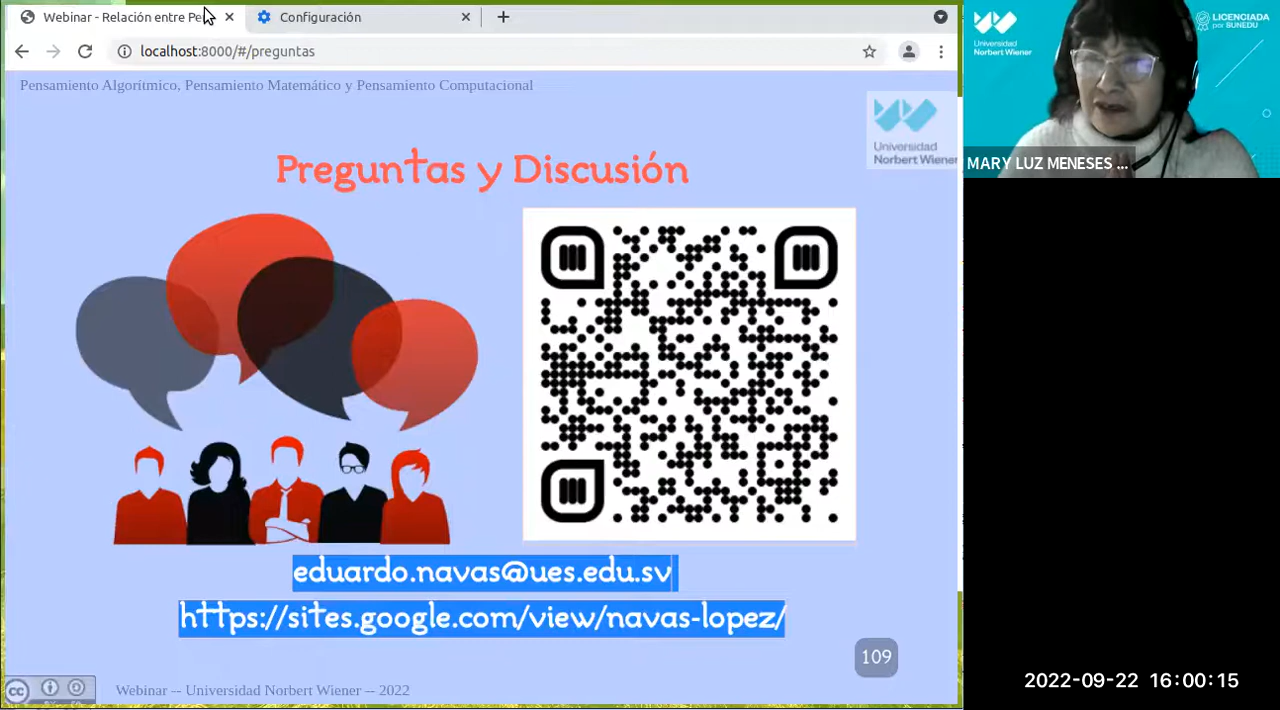 Webinar - Relación entre Pe
Configuración
localhost:8000/#/preguntas
Pensamiento Algorítmico, Pensamiento Matemático y Pensamiento Computacional
Universidad
Norbert Wiener
Preguntas y Discusión
eduardo.navas@ues.edu.sv
https://sites.google.com/view/navas-lopez/
109
cc
Webinar -- Universidad Norbert Wiener -- 2022
Universidad
Norbert Wiener
LICENCIADA
por SUNEDU
MARY LUZ MENESES ...
2022-09-22 16:00:15